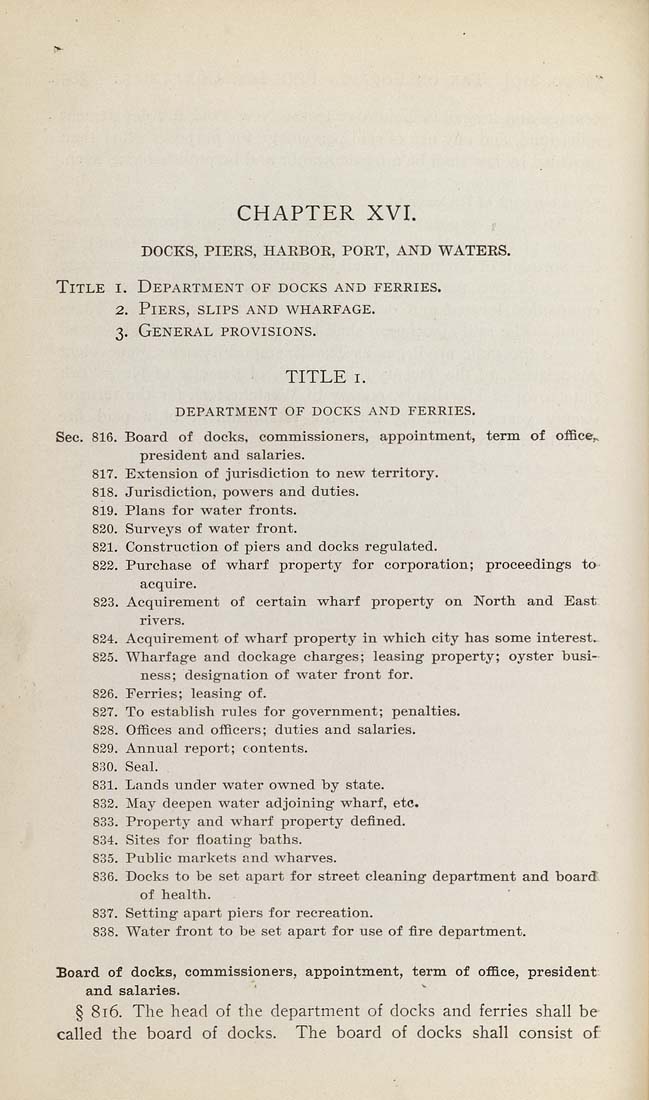 CHAPTER XVI.
DOCKS, PIERS, HARBOR, PORT, AND WATERS.
TITLE 1. DEPARTMENT OF DOCKS AND FERRIES.
2. PIERS, SLIPS AND WHARFAGE.
3. GENERAL PROVISIONS.
TITLE 1.
DEPARTMENT OF DOCKS AND FERRIES.
Sec. 816. Board of docks, commissioners, appointment, term of office,
president and salaries.
817. Extension of jurisdiction to new territory.
818. Jurisdiction, powers and duties.
819. Plans for water fronts.
820. Surveys of water front.
821. Construction of piers and docks regulated.
822. Purchase of wharf property for corporation; proceedings to
acquire.
823. Acquirement of certain wharf property on North and East
rivers.
824. Acquirement of wharf property in which city has some interest.
825. Wharfage and dockage charges; leasing property; oyster busi-
ness; designation of water front for.
826. Ferries; leasing of.
827. To establish rules for government; penalties.
828. Offices and officers; duties and salaries.
829. Annual report; contents.
830. Seal.
831. Lands under water owned by state.
832. May deepen water adjoining wharf, etc.
833. Property and wharf property defined.
834. Sites for floating baths.
835. Public markets and wharves.
836. Docks to be set apart for street cleaning department and board
of health.
837. Setting apart piers for recreation.
838. Water front to be set apart for use of fire department.
Board of docks, commissioners, appointment, term of office, president
and salaries.
§ 816. The head of the department of docks and ferries shall be
called the board of docks. The board of docks shall consist of